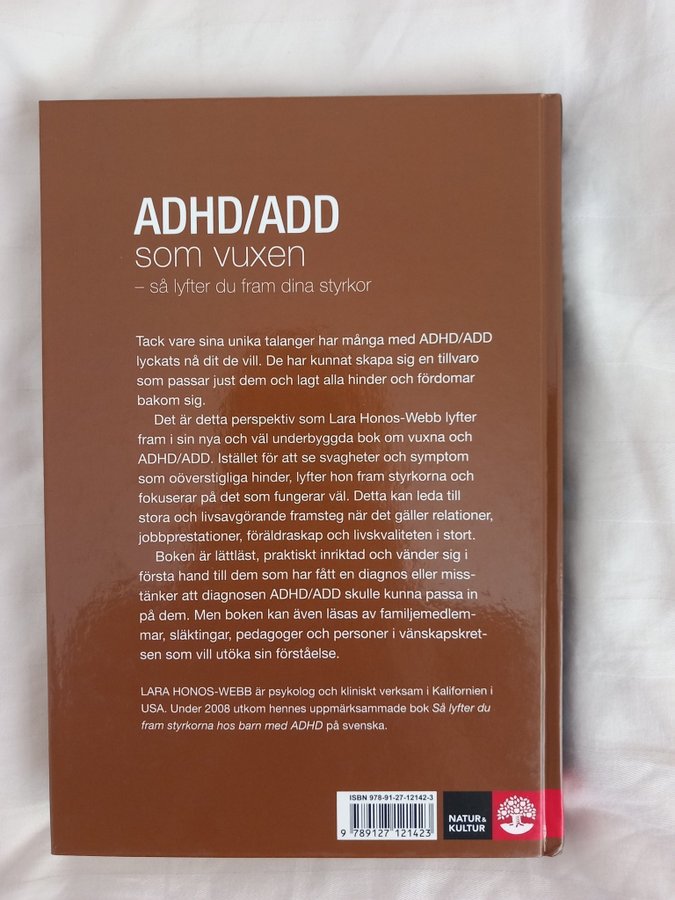 ADHD/ADD
som vuxen
– så lyfter du fram dina styrkor
Tack vare sina unika talanger har många med ADHD/ADD
lyckats nå dit de vill. De har kunnat skapa sig en tillvaro
som passar just dem och lagt alla hinder och fördomar
bakom sig.
Det är detta perspektiv som Lara Honos-Webb lyfter
fram i sin nya och väl underbyggda bok om vuxna och
ADHD/ADD. Istället för att se svagheter och symptom
som oöverstigliga hinder, lyfter hon fram styrkorna och
fokuserar på det som fungerar väl. Detta kan leda till
stora och livsavgörande framsteg när det gäller relationer,
jobbprestationer, föräldraskap och livskvaliteten i stort.
Boken är lättläst, praktiskt inriktad och vänder sig i
första hand till dem som har fått en diagnos eller miss-
tänker att diagnosen ADHD/ADD skulle kunna passa in
på dem. Men boken kan även läsas av familjemedlem-
mar, släktingar, pedagoger och personer i vänskapskret-
sen som vill utöka sin förståelse.
LARA HONOS-WEBB är psykolog och kliniskt verksam i Kalifornien i
USA. Under 2008 utkom hennes uppmärksammade bok Så lyfter du
fram styrkorna hos barn med ADHD på svenska.
ISBN 978-91-27-12142-3
9 789127 121423
NATUR&
KULTUR